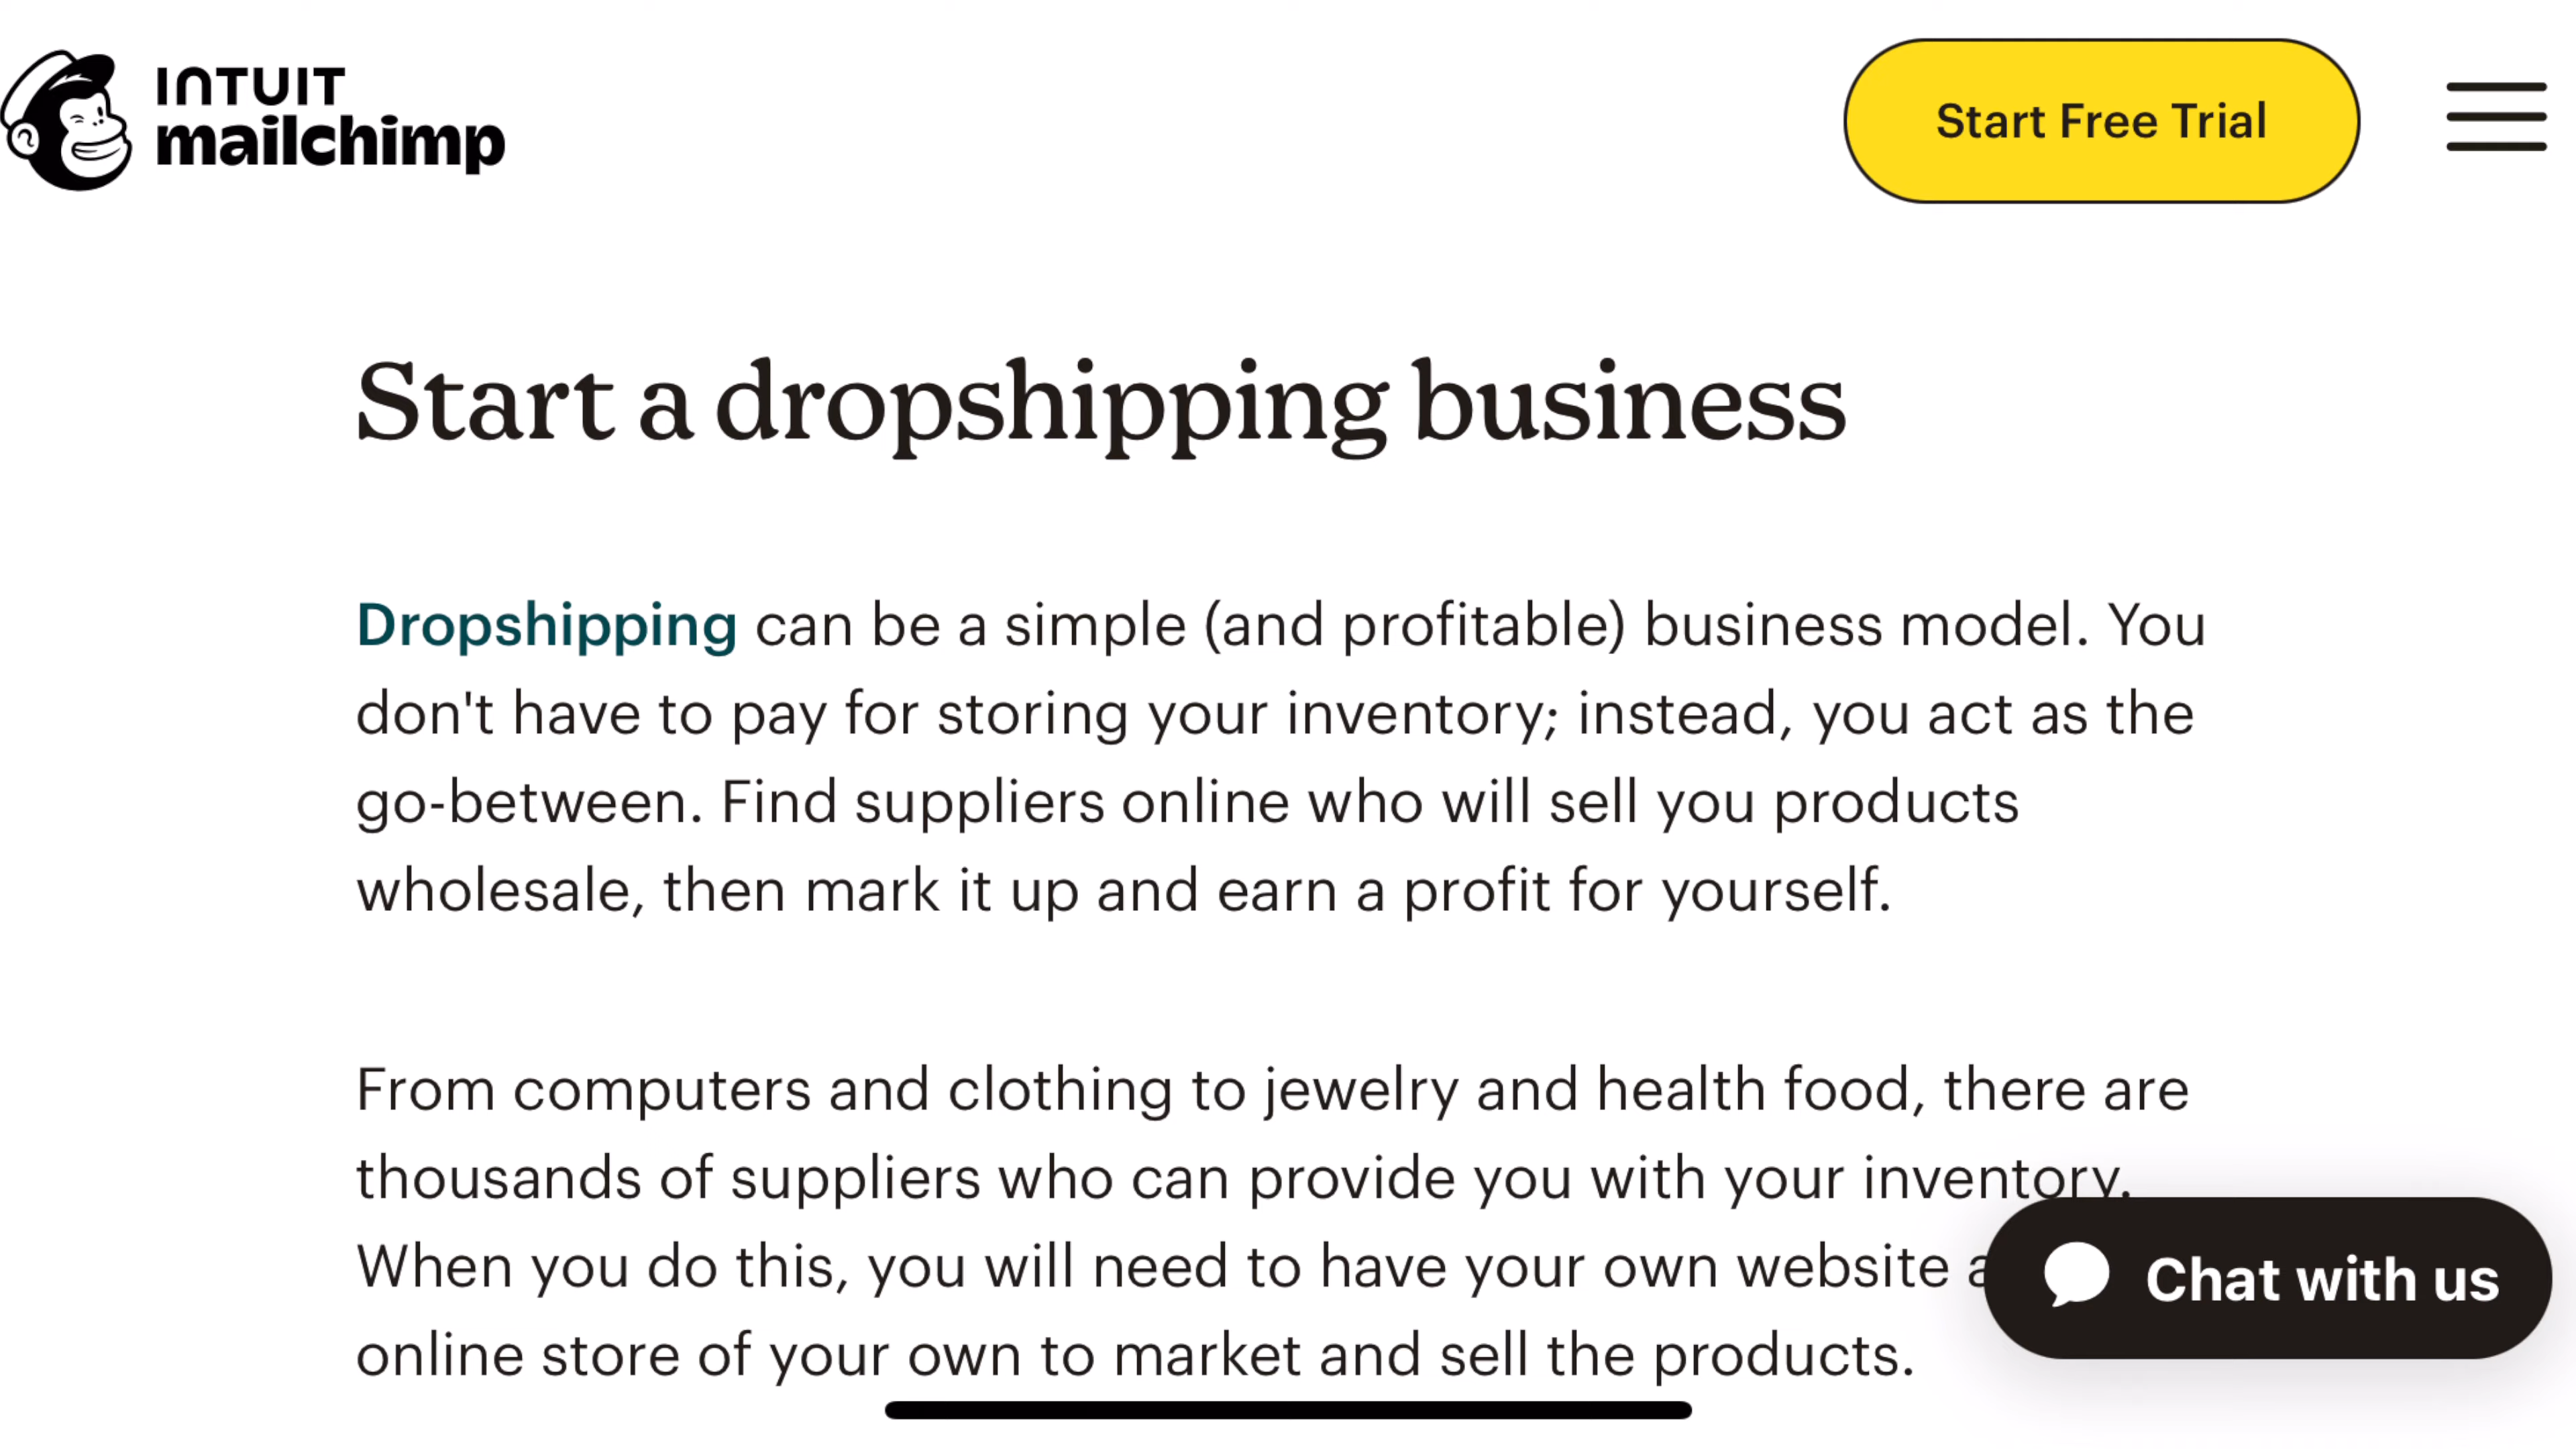 INTUIT
mailchimp
Start Free Trial
Start a dropshipping business
Dropshipping can be a simple (and profitable) business model. You
don't have to pay for storing your inventory; instead, you act as the
go-between. Find suppliers online who will sell you products
wholesale, then mark it up and earn a profit for yourself.
From computers and clothing to jewelry and health food, there are
thousands of suppliers who can provide you with your inventory.
When you do this, you will need to have your own website
online store of your own to market and sell the products.
Chat with us